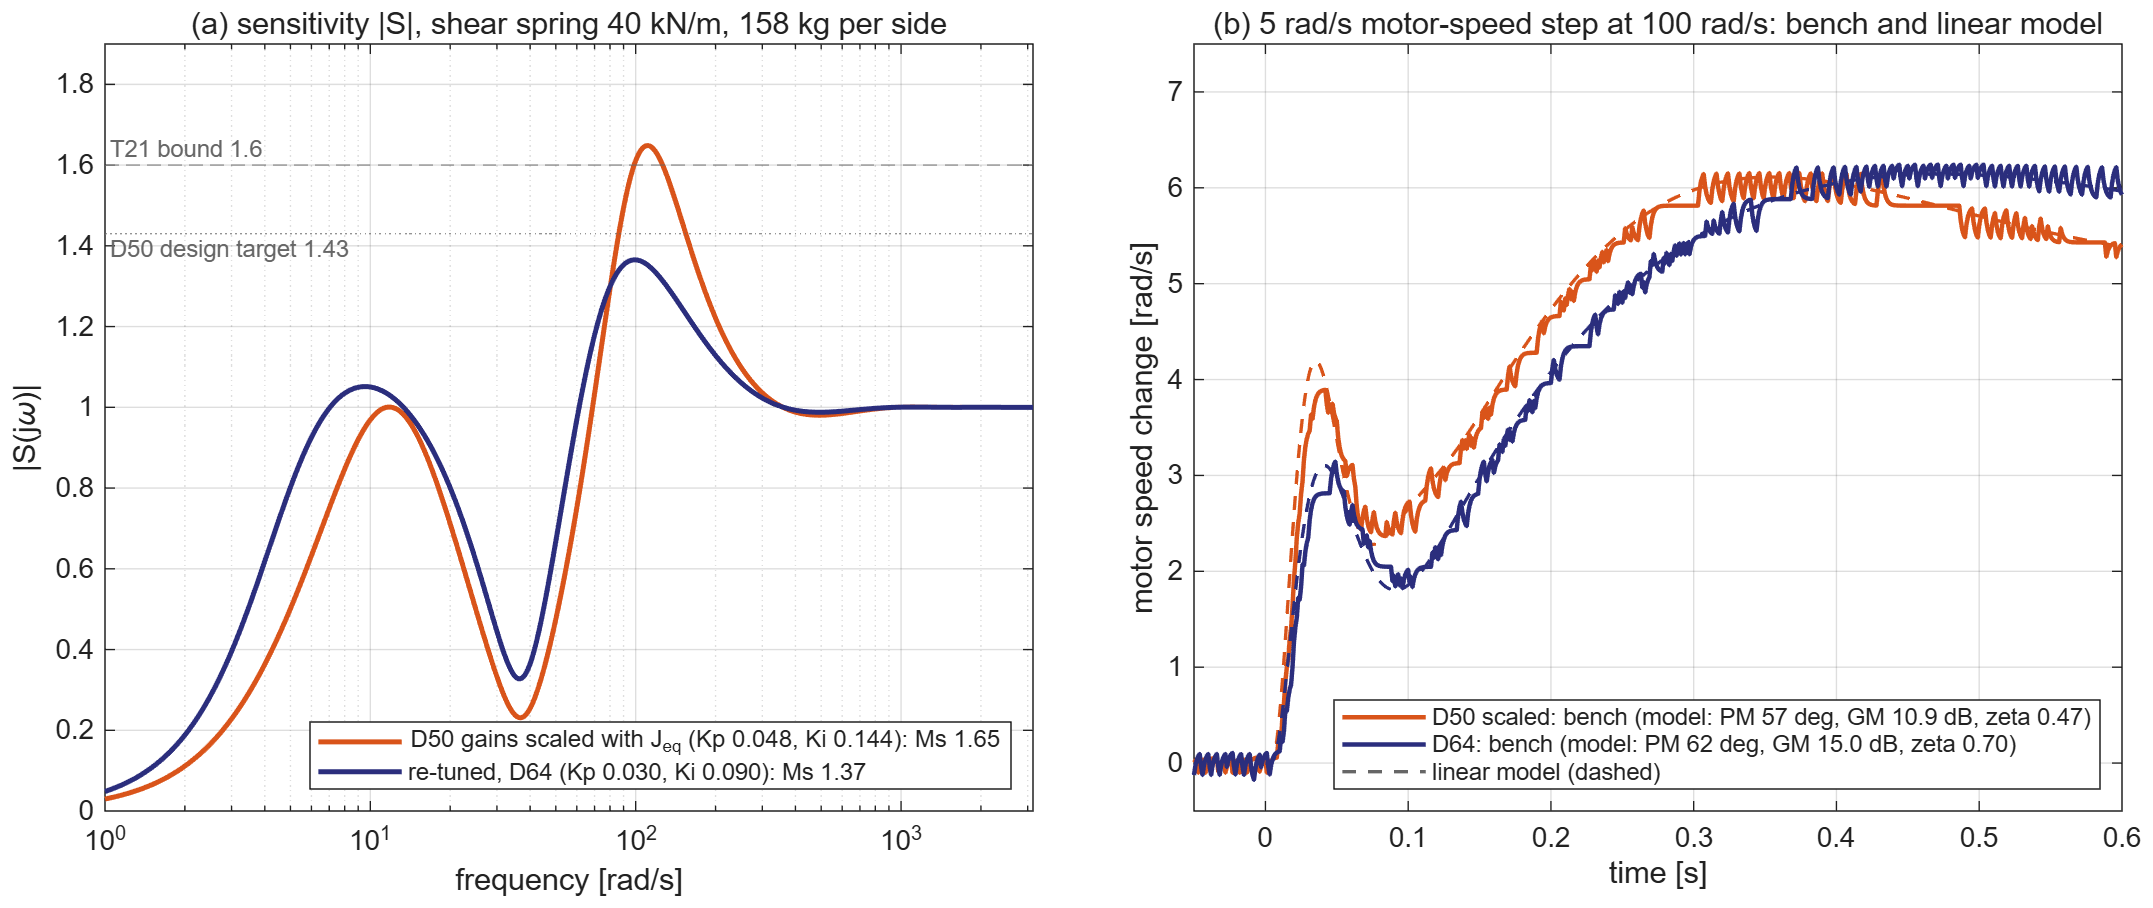 (a) sensitivity |S|, shear spring 40 kN/m, 158 kg per side
|S(jω)|
1.8
1.6
1.4
1.2
1
0.8
0.6
0.4
0.2
0
T21 bound 1.6
D50 design target 1.43
D50 gains scaled with J_eq (Kp 0.048, Ki 0.144): Ms 1.65
re-tuned, D64 (Kp 0.030, Ki 0.090): Ms 1.37
10^0 10^1 10^2 10^3
frequency [rad/s]
(b) 5 rad/s motor-speed step at 100 rad/s: bench and linear model
motor speed change [rad/s]
7
6
5
4
3
2
1
0
D50 scaled: bench (model: PM 57 deg, GM 10.9 dB, zeta 0.47)
D64: bench (model: PM 62 deg, GM 15.0 dB, zeta 0.70)
linear model (dashed)
0 0.1 0.2 0.3 0.4 0.5 0.6
time [s]